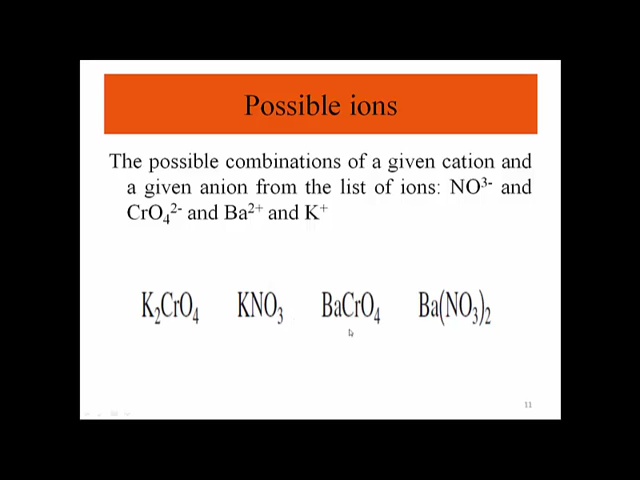 Possible ions
The possible combinations of a given cation and
a given anion from the list of ions: NO³⁻ and
CrO₄²⁻ and Ba²⁺ and K⁺
K₂CrO₄ KNO₃ BaCrO₄ Ba(NO₃)₂
11